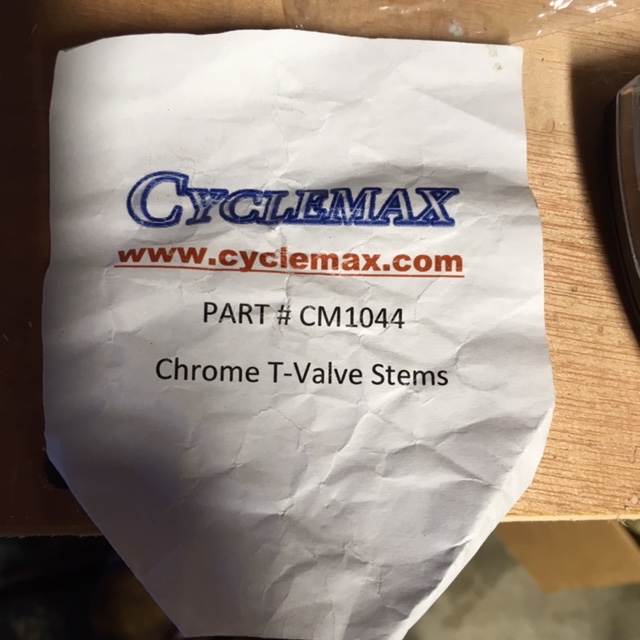 CYCLEMAX
www.cyclemax.com
PART # CM1044
Chrome T-Valve Stems